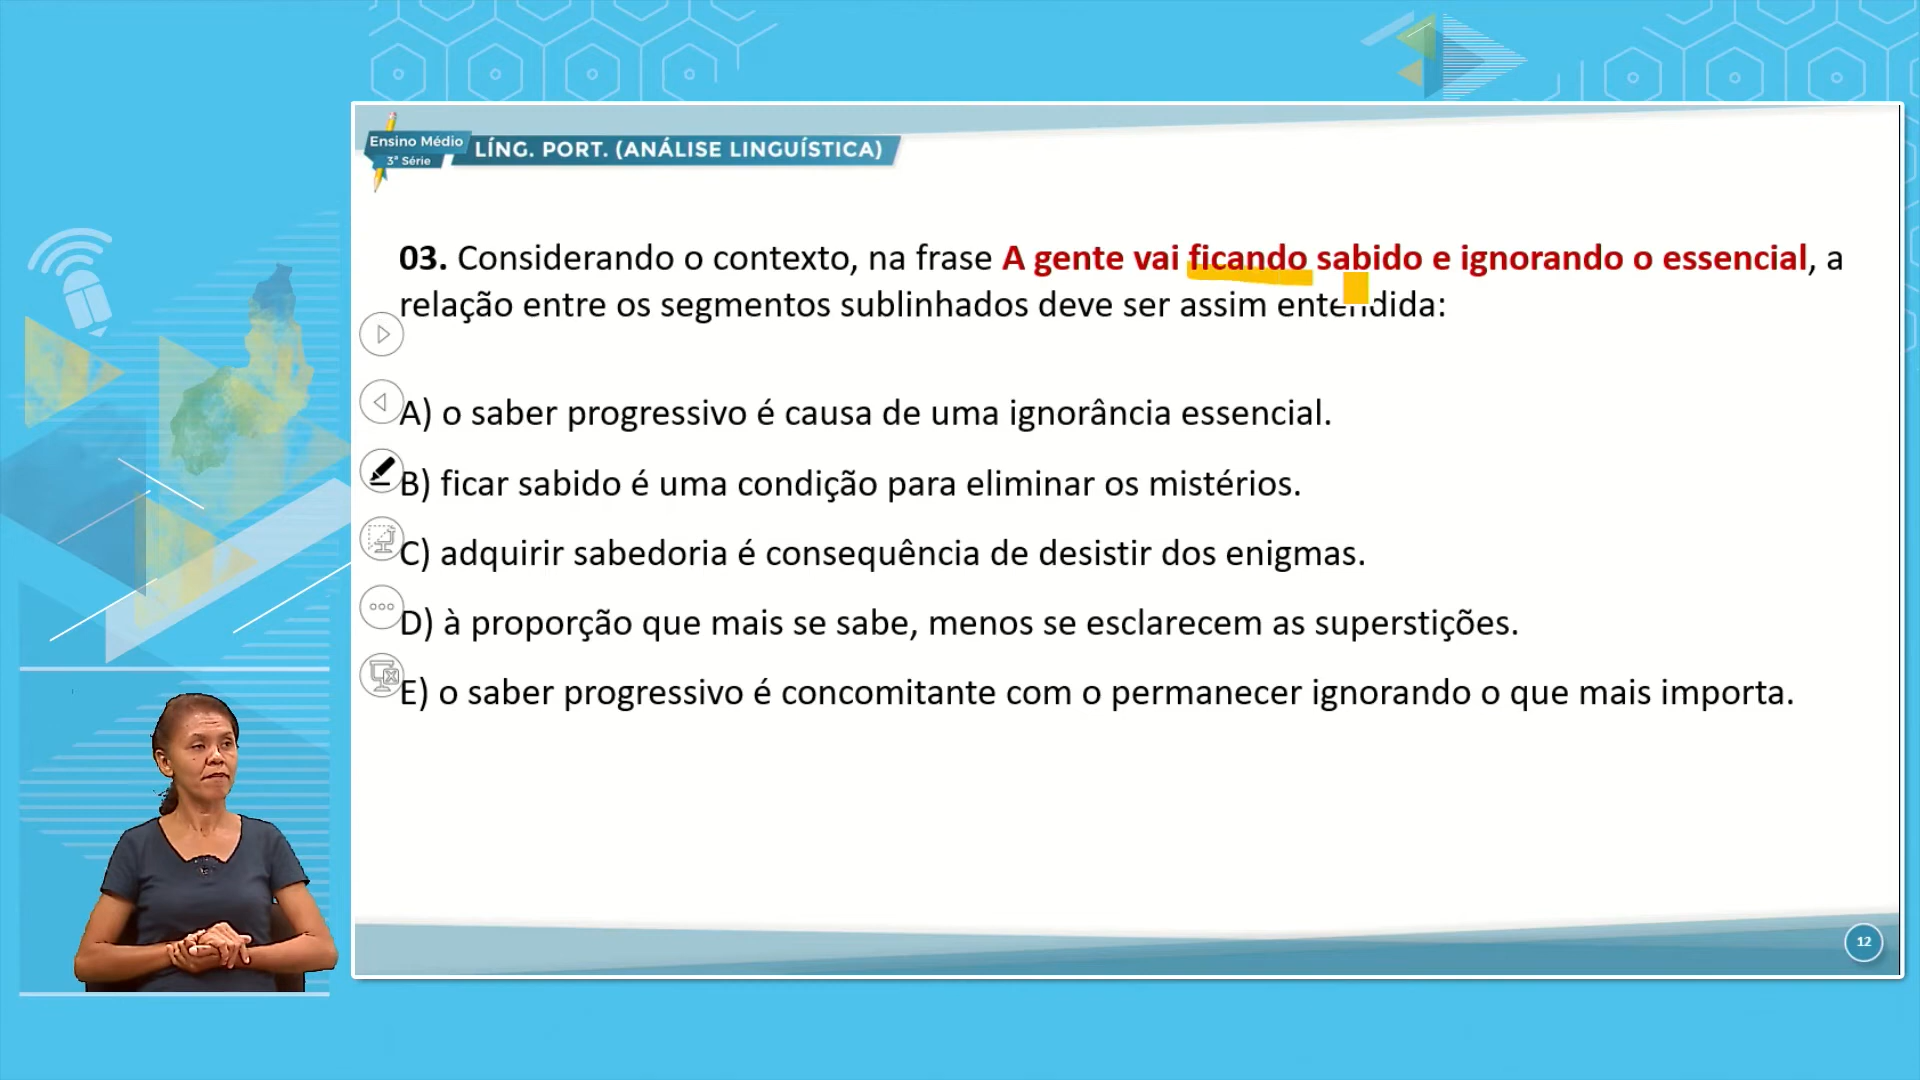 Ensino Médio
3ª Série
LÍNG. PORT. (ANÁLISE LINGUÍSTICA)
03. Considerando o contexto, na frase A gente vai ficando sabido e ignorando o essencial, a
relação entre os segmentos sublinhados deve ser assim entendida:
A) o saber progressivo é causa de uma ignorância essencial.
B) ficar sabido é uma condição para eliminar os mistérios.
C) adquirir sabedoria é consequência de desistir dos enigmas.
D) à proporção que mais se sabe, menos se esclarecem as superstições.
E) o saber progressivo é concomitante com o permanecer ignorando o que mais importa.
12